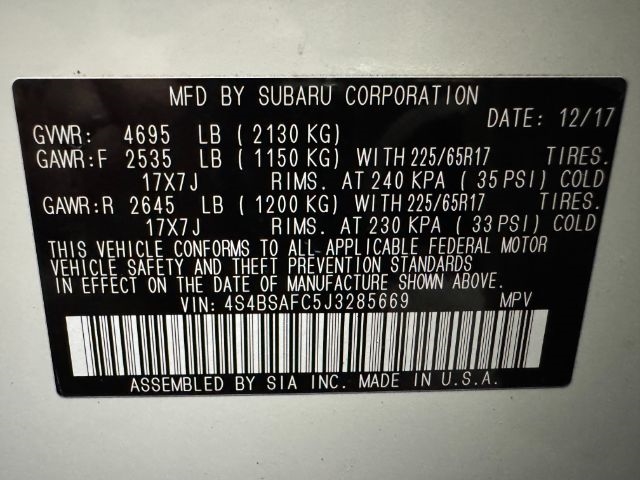 MFD BY SUBARU CORPORATION
DATE: 12/17
GVWR: 4695 LB (2130 KG)
GAWR:F 2535 LB (1150 KG) WITH 225/65R17 TIRES.
17X7J RIMS. AT 240 KPA (35 PSI) COLD
GAWR:R 2645 LB (1200 KG) WITH 225/65R17 TIRES.
17X7J RIMS. AT 230 KPA (33 PSI) COLD
THIS VEHICLE CONFORMS TO ALL APPLICABLE FEDERAL MOTOR
VEHICLE SAFETY AND THEFT PREVENTION STANDARDS
IN EFFECT ON THE DATE OF MANUFACTURE SHOWN ABOVE.
VIN: 4S4BSAFC5J3285669 MPV
ASSEMBLED BY SIA INC. MADE IN U.S.A.